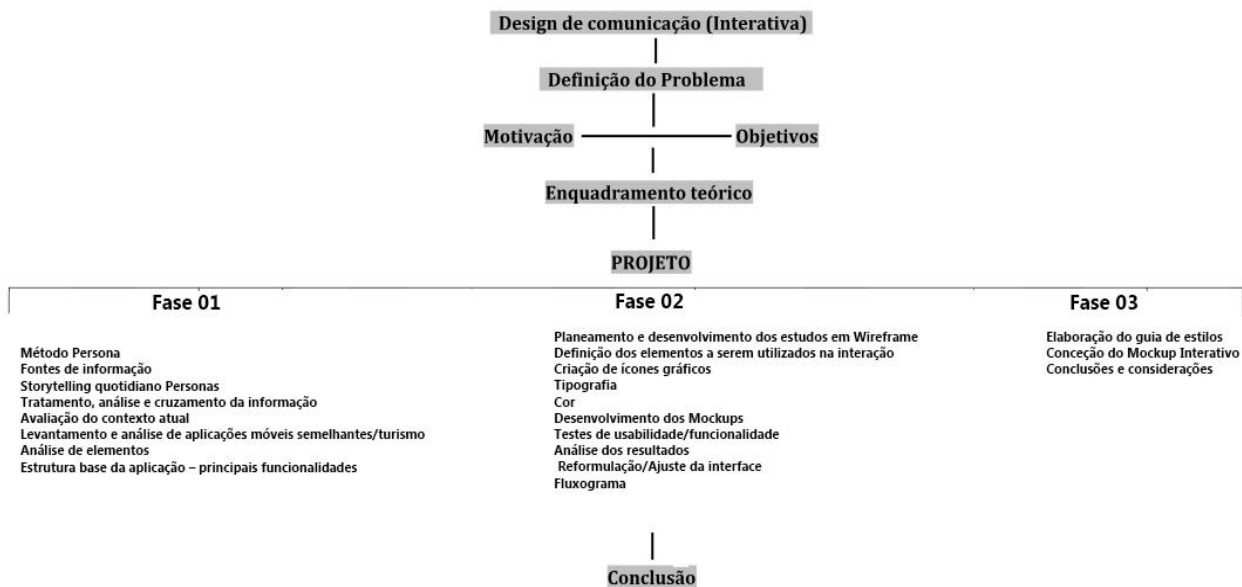 Design de comunicação (Interativa)
Definição do Problema
Motivação
Objetivos
Enquadramento teórico
PROJETO
Fase 01
Método Persona
Fontes de informação
Storytelling quotidiano Personas
Tratamento, análise e cruzamento da informação
Avaliação do contexto atual
Levantamento e análise de aplicações móveis semelhantes/turismo
Análise de elementos
Estrutura base da aplicação – principais funcionalidades
Fase 02
Planeamento e desenvolvimento dos estudos em Wireframe
Definição dos elementos a serem utilizados na interação
Criação de ícones gráficos
Tipografia
Cor
Desenvolvimento dos Mockups
Testes de usabilidade/funcionalidade
Análise dos resultados
Reformulação/Ajuste da interface
Fluxograma
Fase 03
Elaboração do guia de estilos
Conceção do Mockup Interativo
Conclusões e considerações
Conclusão